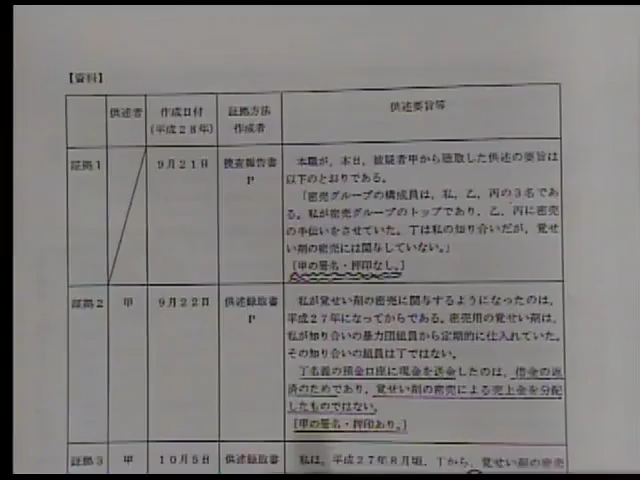 【資料】
供述者
作成日付
(平成28年)
証拠方法
作成者
供述要旨等
証拠1
9月21日
捜査報告書
P
本職が,本日,被疑者甲から聴取した供述の要旨は
以下のとおりである。
「密売グループの構成員は,私,乙,丙の3名であ
る。私が密売グループのトップであり,乙,丙に密売
の手伝いをさせていた。丁は私の知り合いだが,覚せ
い剤の密売には関与していない。」
[甲の署名・押印なし。]
証拠2
甲
9月22日
供述録取書
P
私が覚せい剤の密売に関与するようになったのは,
平成27年になってからである。密売用の覚せい剤は,
私が知り合いの暴力団組員から定期的に仕入れていた。
その知り合いの組員は丁ではない。
丁名義の預金口座に現金を送金したのは,借金の返
済のためであり,覚せい剤の密売による売上金を分配
したものではない。
[甲の署名・押印あり。]
証拠3
甲
10月5日
供述録取書
私は,平成27年8月頃,丁から,覚せい剤の密売